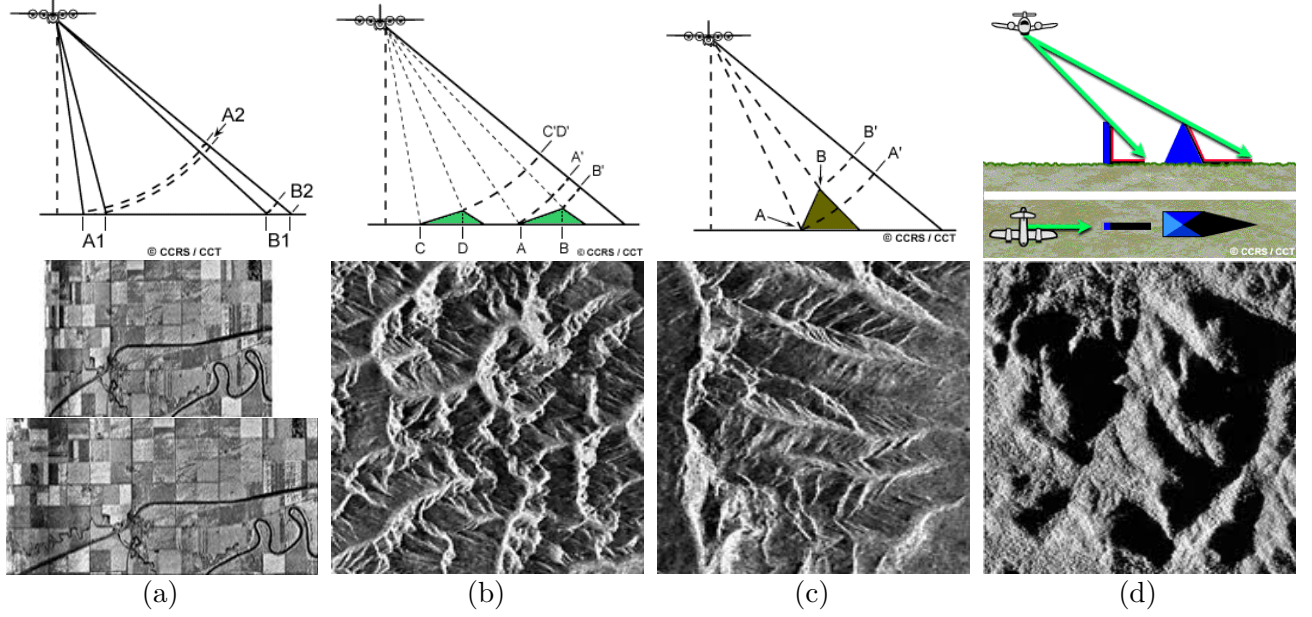 A2
B2
A1
B1
© CCRS / CCT
C'D'
A'
B'
C
D
A
B
© CCRS / CCT
B'
B
A'
A
© CCRS / CCT
© CCRS / CCT
(a)
(b)
(c)
(d)